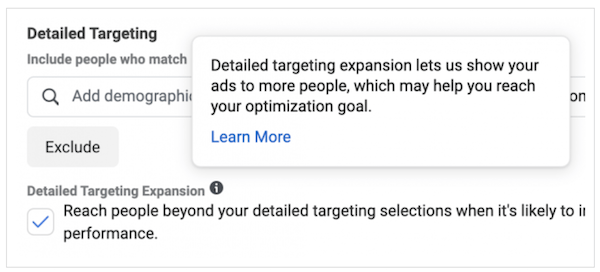 Detailed Targeting
Include people who match
Detailed targeting expansion lets us show your
ads to more people, which may help you reach
your optimization goal.
Learn More
Add demographi
on
Exclude
Detailed Targeting Expansion
Reach people beyond your detailed targeting selections when it's likely to i
performance.